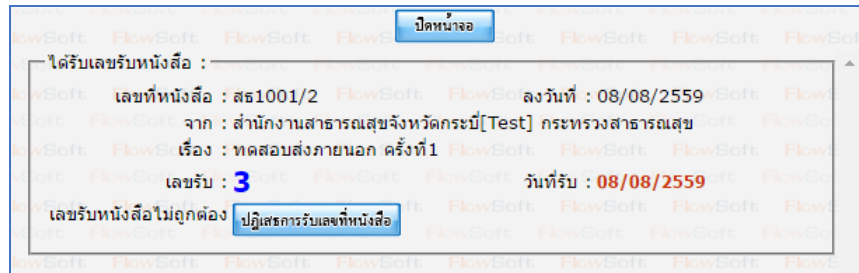 ปิดหน้าจอ
ได้รับเลขรับหนังสือ :
เลขที่หนังสือ : สธ1001/2 ลงวันที่ : 08/08/2559
จาก : สำนักงานสาธารณสุขจังหวัดกระบี่[Test] กระทรวงสาธารณสุข
เรื่อง : ทดสอบส่งภายนอก ครั้งที่1
เลขรับ : 3 วันที่รับ : 08/08/2559
เลขรับหนังสือไม่ถูกต้อง ปฏิเสธการรับเลขที่หนังสือ